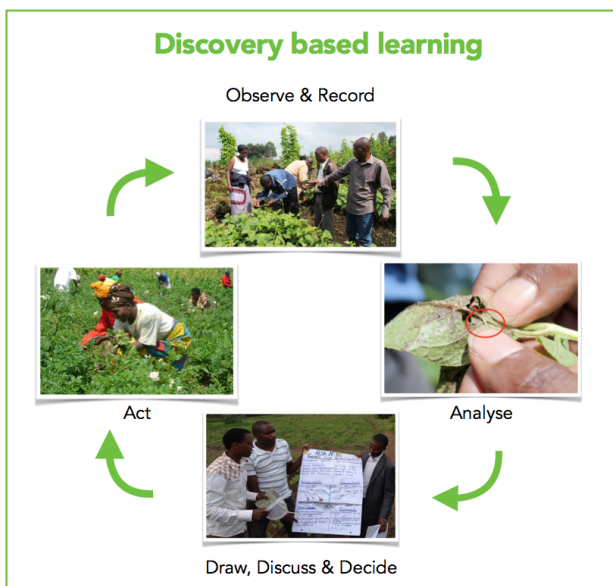 Discovery based learning
Observe & Record
Act
Analyse
Draw, Discuss & Decide